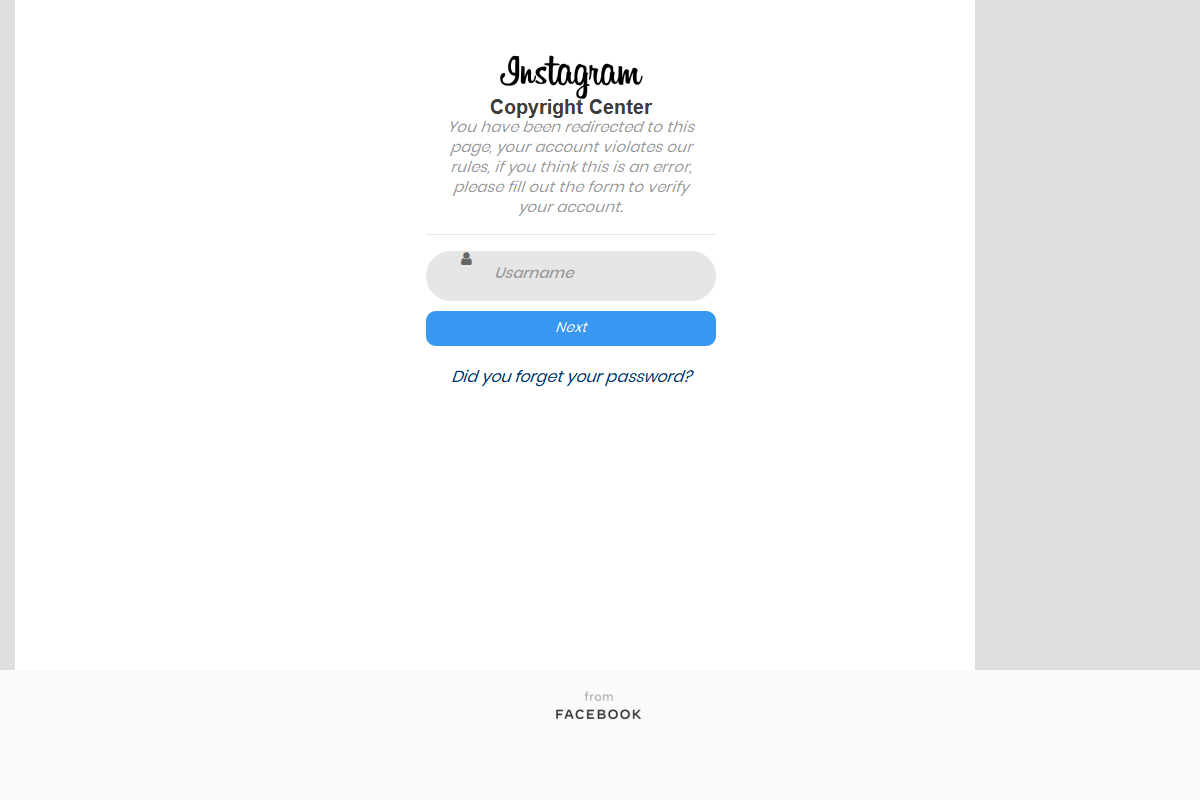 Instagram
Copyright Center
You have been redirected to this
page, your account violates our
rules, if you think this is an error,
please fill out the form to verify
your account.
Usarname
Next
Did you forget your password?
from
FACEBOOK